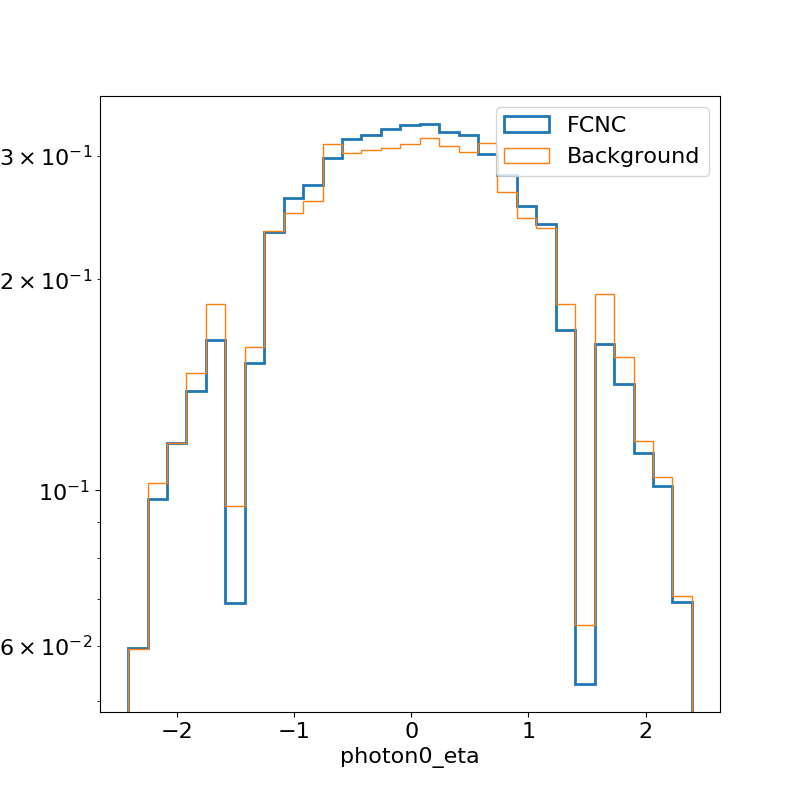 FCNC
Background
3 × 10⁻¹
2 × 10⁻¹
10⁻¹
6 × 10⁻²
−2 −1 0 1 2
photon0_eta